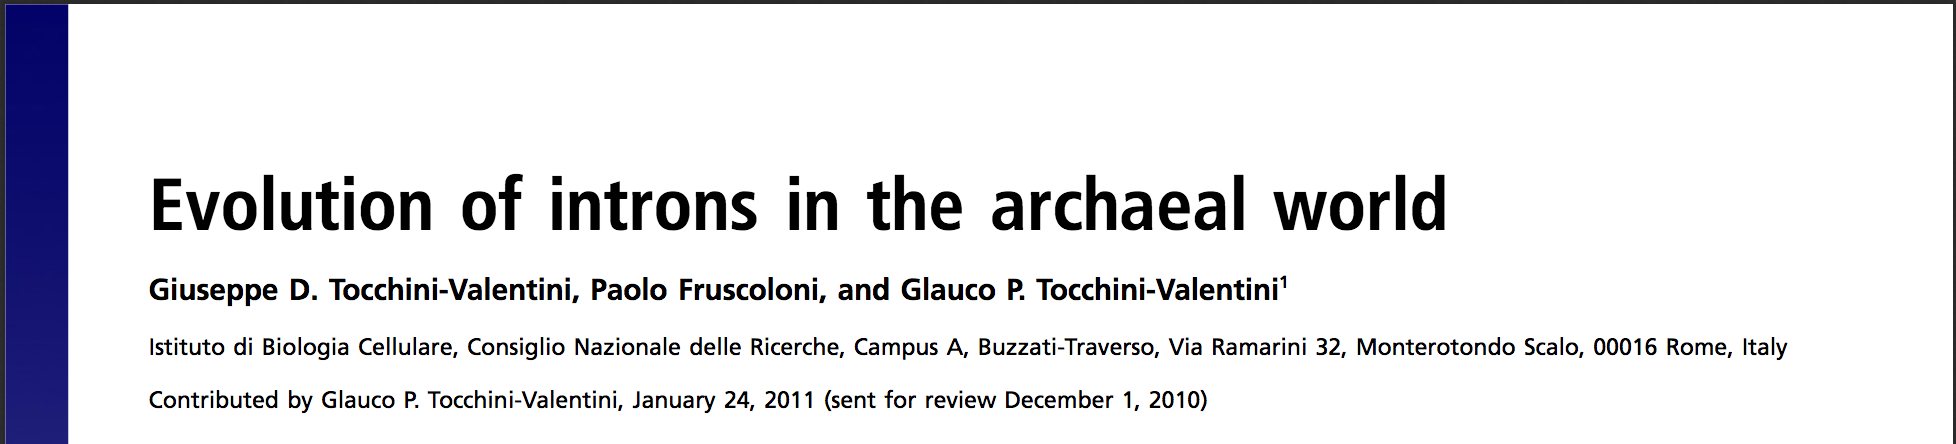 Evolution of introns in the archaeal world
Giuseppe D. Tocchini-Valentini, Paolo Fruscoloni, and Glauco P. Tocchini-Valentini¹
Istituto di Biologia Cellulare, Consiglio Nazionale delle Ricerche, Campus A, Buzzati-Traverso, Via Ramarini 32, Monterotondo Scalo, 00016 Rome, Italy
Contributed by Glauco P. Tocchini-Valentini, January 24, 2011 (sent for review December 1, 2010)